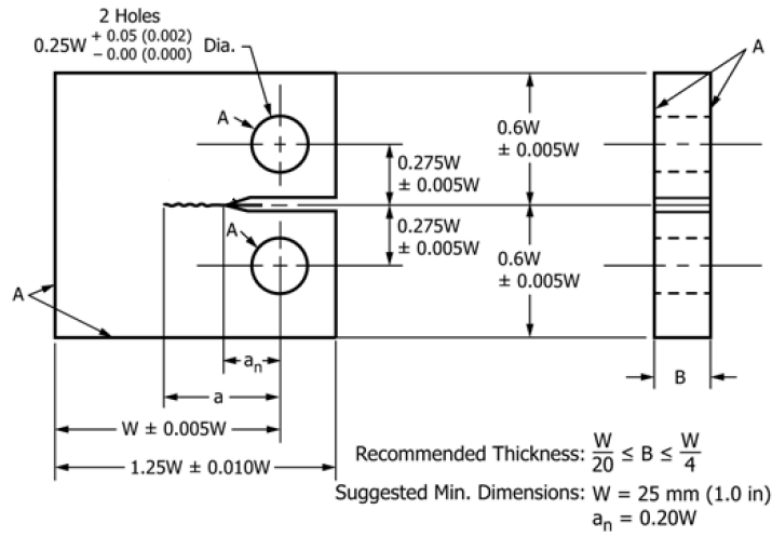 2 Holes
0.25W + 0.05 (0.002) Dia.
− 0.00 (0.000)
A
A
0.6W
± 0.005W
0.275W
± 0.005W
A
0.275W
± 0.005W
0.6W
± 0.005W
A
aₙ
a
B
W ± 0.005W
1.25W ± 0.010W
Recommended Thickness: W/20 ≤ B ≤ W/4
Suggested Min. Dimensions: W = 25 mm (1.0 in)
aₙ = 0.20W